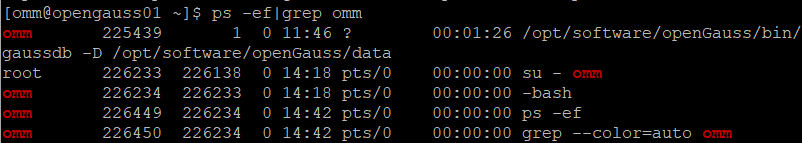 [omm@opengauss01 ~]$ ps -ef|grep omm
omm 225439 1 0 11:46 ? 00:01:26 /opt/software/openGauss/bin/
gaussdb -D /opt/software/openGauss/data
root 226233 226138 0 14:18 pts/0 00:00:00 su - omm
omm 226234 226233 0 14:18 pts/0 00:00:00 -bash
omm 226449 226234 0 14:42 pts/0 00:00:00 ps -ef
omm 226450 226234 0 14:42 pts/0 00:00:00 grep --color=auto omm